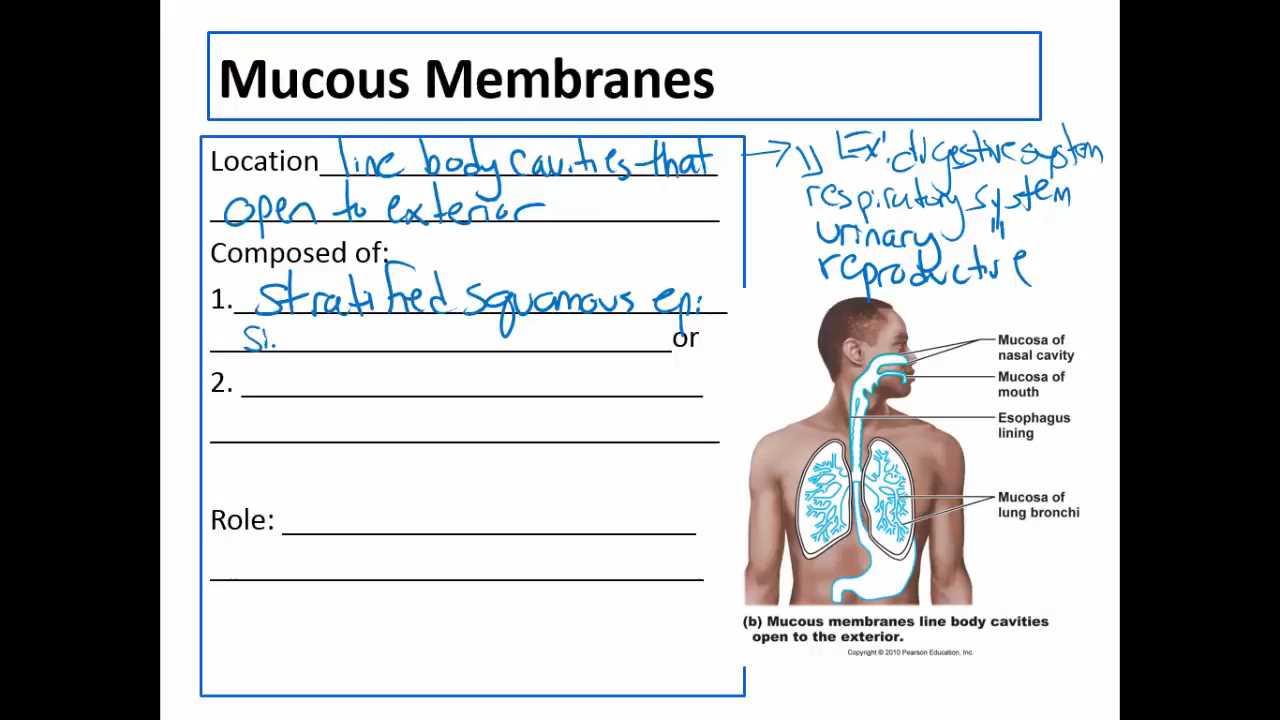 Mucous Membranes
Location line body cavities that
open to exterior
Composed of:
1. stratified squamous epi
si. or
2.
Role:
→ Ex: digestive system
respiratory system
urinary "
reproductive
Mucosa of
nasal cavity
Mucosa of
mouth
Esophagus
lining
Mucosa of
lung bronchi
(b) Mucous membranes line body cavities
open to the exterior.
Copyright © 2010 Pearson Education, Inc.